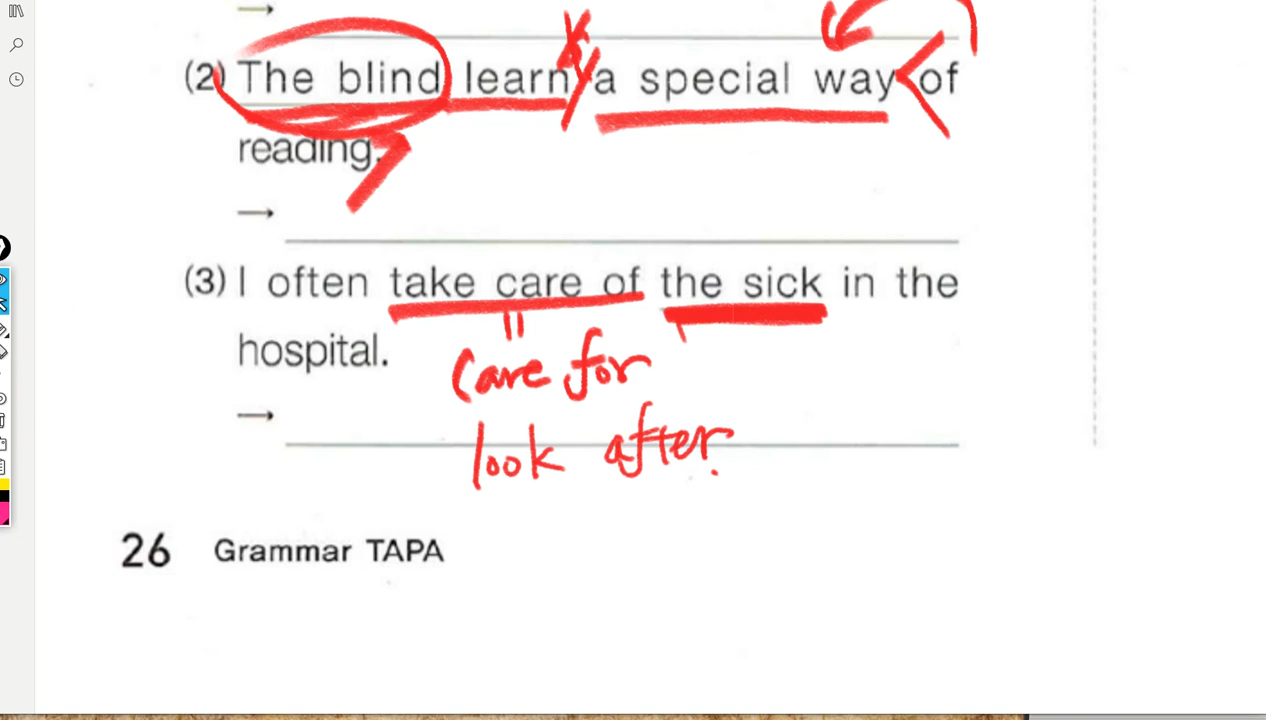 →
(2) The blind learn a special way of
reading.
→
(3) I often take care of the sick in the
hospital.
care for
→
look after.
26 Grammar TAPA